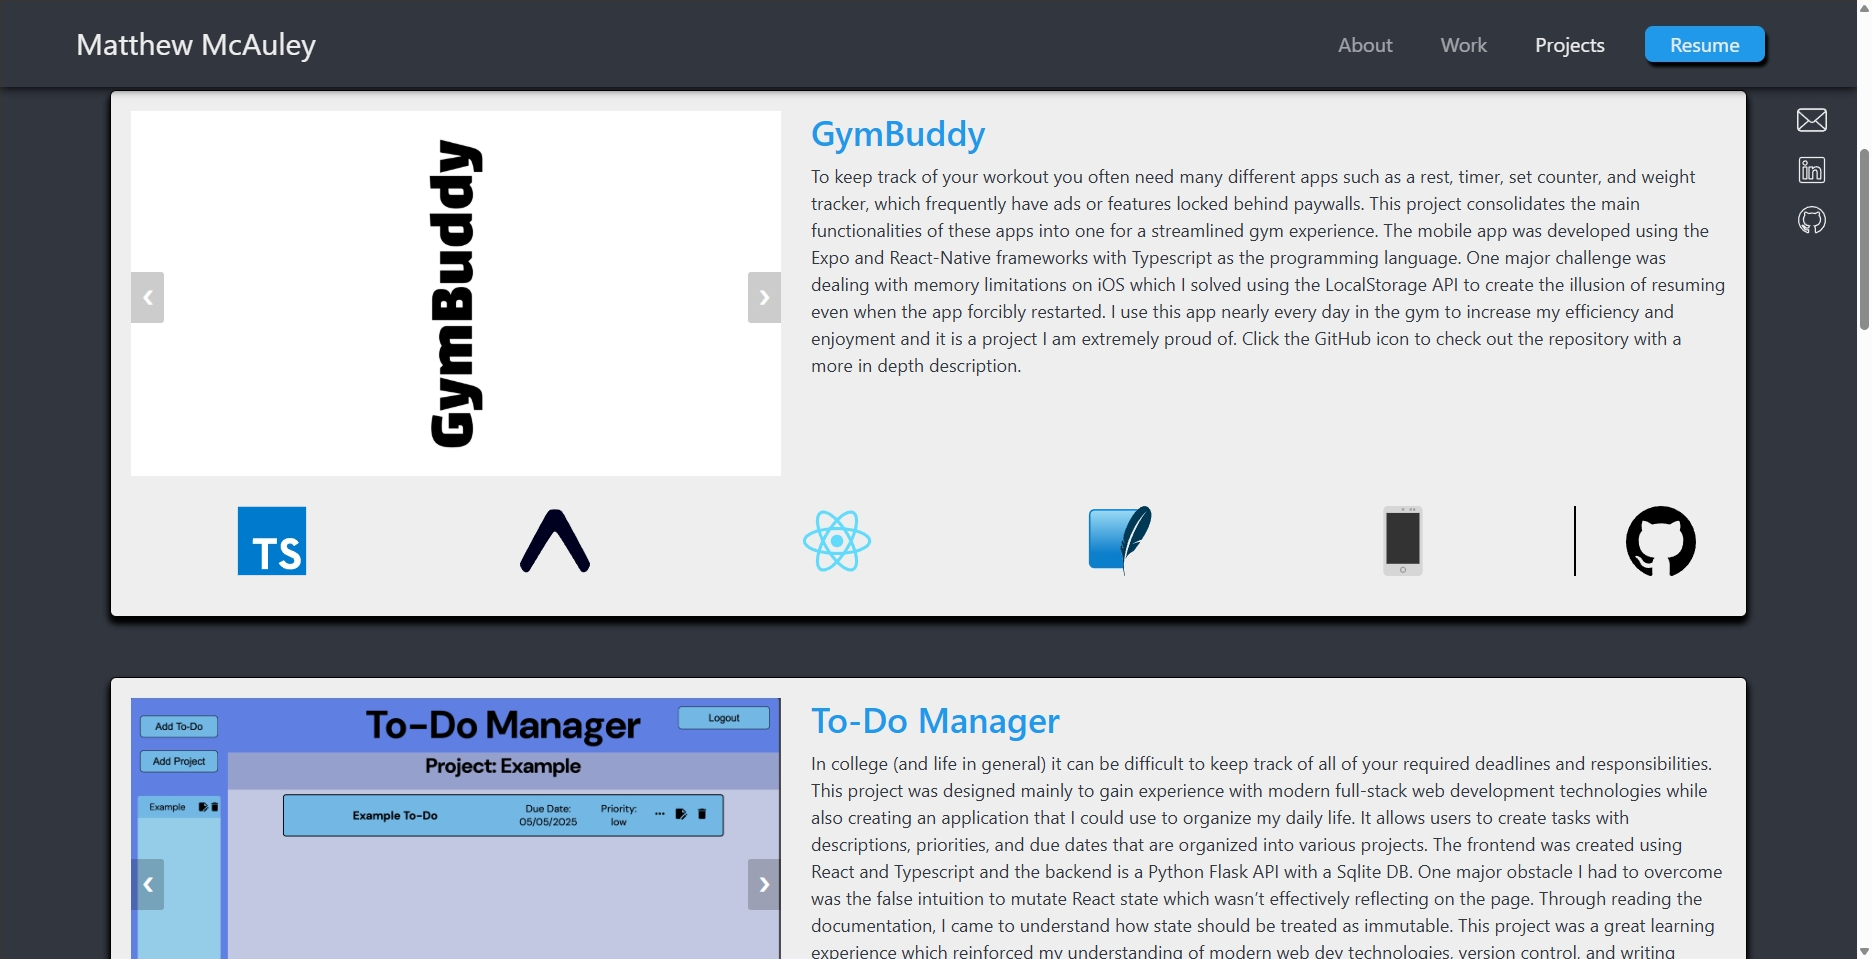 Matthew McAuley
About
Work
Projects
Resume
GymBuddy
GymBuddy
To keep track of your workout you often need many different apps such as a rest, timer, set counter, and weight
tracker, which frequently have ads or features locked behind paywalls. This project consolidates the main
functionalities of these apps into one for a streamlined gym experience. The mobile app was developed using the
Expo and React-Native frameworks with Typescript as the programming language. One major challenge was
dealing with memory limitations on iOS which I solved using the LocalStorage API to create the illusion of resuming
even when the app forcibly restarted. I use this app nearly every day in the gym to increase my efficiency and
enjoyment and it is a project I am extremely proud of. Click the GitHub icon to check out the repository with a
more in depth description.
TS
Add To-Do
Add Project
To-Do Manager
Logout
Project: Example
Example
Example To-Do
Due Date:
05/05/2025
Priority:
low
To-Do Manager
In college (and life in general) it can be difficult to keep track of all of your required deadlines and responsibilities.
This project was designed mainly to gain experience with modern full-stack web development technologies while
also creating an application that I could use to organize my daily life. It allows users to create tasks with
descriptions, priorities, and due dates that are organized into various projects. The frontend was created using
React and Typescript and the backend is a Python Flask API with a Sqlite DB. One major obstacle I had to overcome
was the false intuition to mutate React state which wasn’t effectively reflecting on the page. Through reading the
documentation, I came to understand how state should be treated as immutable. This project was a great learning
experience which reinforced my understanding of modern web dev technologies, version control, and writing